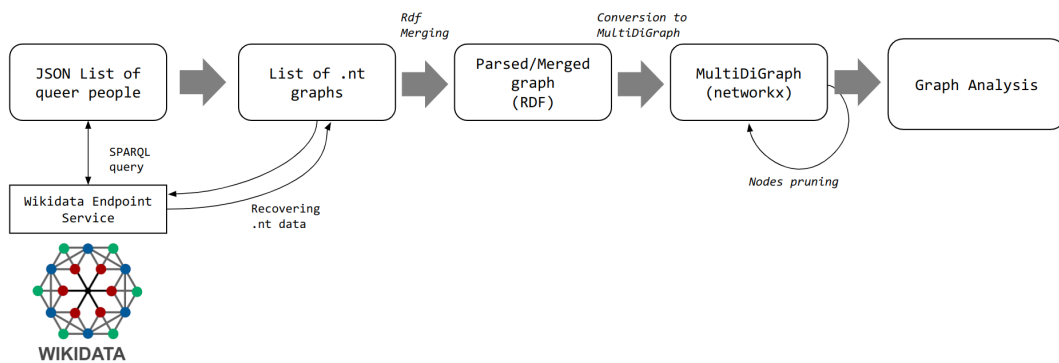 Rdf
Merging
Conversion to
MultiDiGraph
JSON List of
queer people
List of .nt
graphs
Parsed/Merged
graph
(RDF)
MultiDiGraph
(networkx)
Graph Analysis
SPARQL
query
Nodes pruning
Wikidata Endpoint
Service
Recovering
.nt data
WIKIDATA